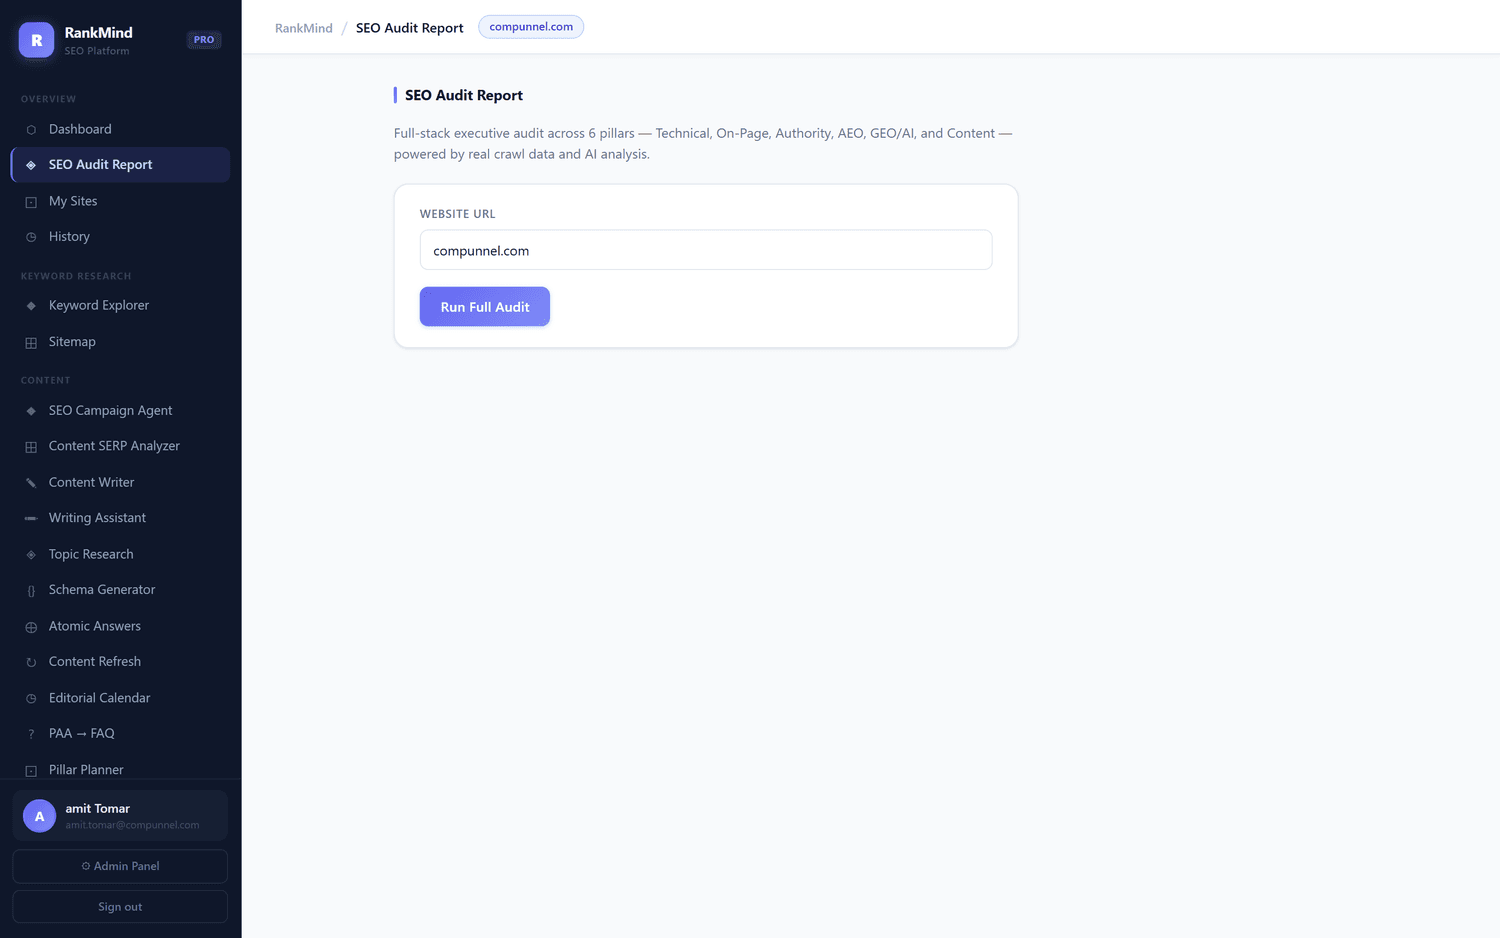 R
RankMind
SEO Platform
PRO
OVERVIEW
Dashboard
SEO Audit Report
My Sites
History
KEYWORD RESEARCH
Keyword Explorer
Sitemap
CONTENT
SEO Campaign Agent
Content SERP Analyzer
Content Writer
Writing Assistant
Topic Research
{} Schema Generator
Atomic Answers
Content Refresh
Editorial Calendar
? PAA → FAQ
Pillar Planner
A
amit Tomar
amit.tomar@compunnel.com
⚙ Admin Panel
Sign out
RankMind / SEO Audit Report compunnel.com
SEO Audit Report
Full-stack executive audit across 6 pillars — Technical, On-Page, Authority, AEO, GEO/AI, and Content —
powered by real crawl data and AI analysis.
WEBSITE URL
compunnel.com
Run Full Audit